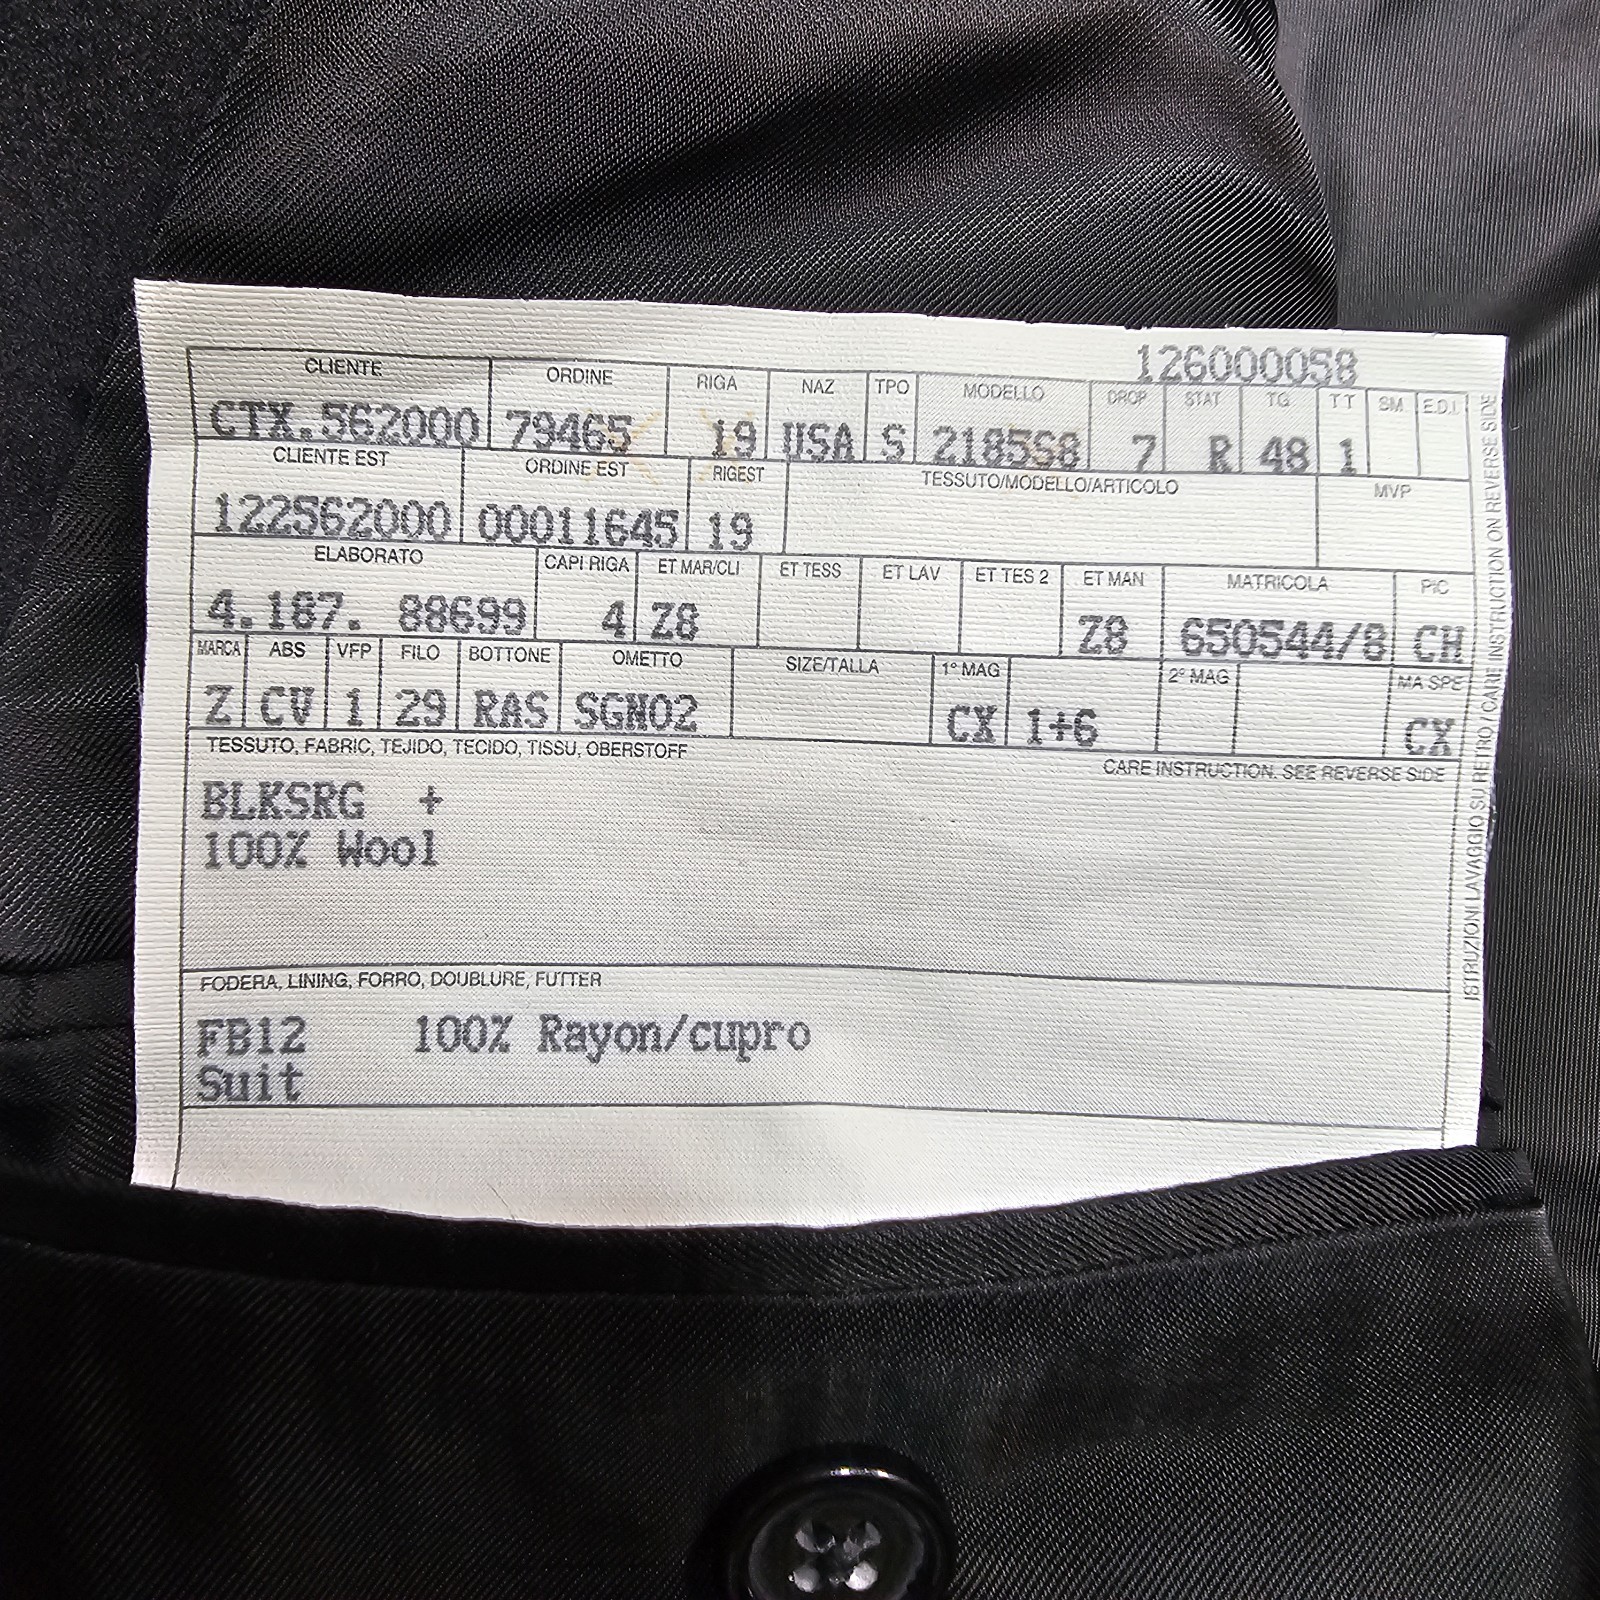 126000058
CLIENTE ORDINE RIGA NAZ TPO MODELLO DROP STAT TG TT SM E.D.I.
CTX.562000 79465 19 USA S 218568 7 R 48 1
CLIENTE EST ORDINE EST RIGEST TESSUTO/MODELLO/ARTICOLO MVP
122562000 00011645 19
ELABORATO CAPI RIGA ET MAR/CLI ET TESS ET LAV ET TES 2 ET MAN MATRICOLA PIC
4.187. 88699 4 Z8 Z8 650544/8 CH
MARCA ABS VFP FILO BOTTONE OMETTO SIZE/TALLA 1° MAG 2° MAG MA SPE
Z CV 1 29 RAS SGN02 CX 1+6 CX
TESSUTO, FABRIC, TEJIDO, TECIDO, TISSU, OBERSTOFF
CARE INSTRUCTION. SEE REVERSE SIDE
BLKSRG +
100% Wool
FODERA, LINING, FORRO, DOUBLURE, FUTTER
FB12 100% Rayon/cupro
Suit
ISTRUZIONI LAVAGGIO SU RETRO / CARE INSTRUCTION ON REVERSE SIDE